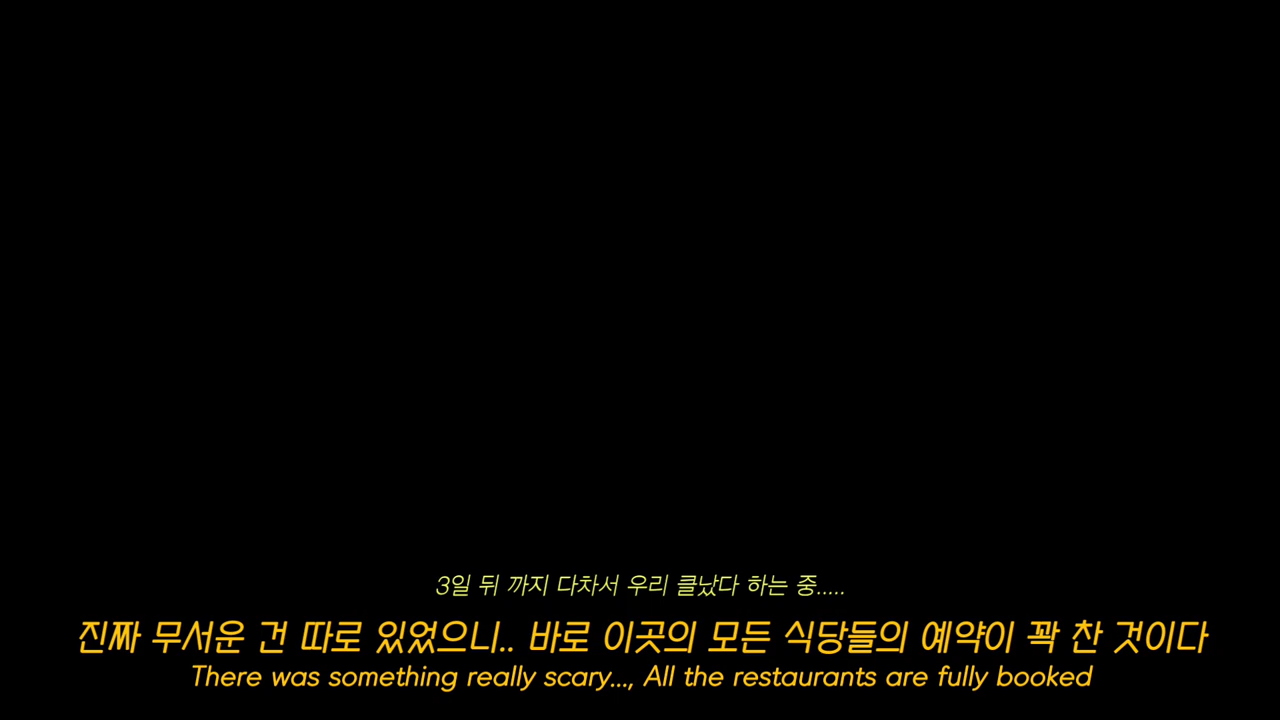 3일 뒤 까지 다차서 우리 클났다 하는 중.....
진짜 무서운 건 따로 있었으니.. 바로 이곳의 모든 식당들의 예약이 꽉 찬 것이다
There was something really scary..., All the restaurants are fully booked